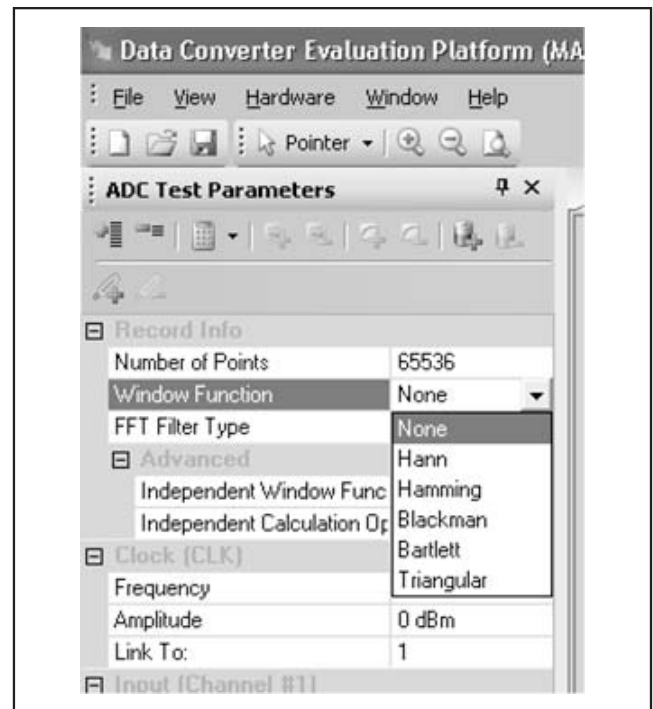 Data Converter Evaluation Platform (MA
File View Hardware Window Help
Pointer
ADC Test Parameters
Record Info
Number of Points 65536
Window Function None
FFT Filter Type None
Advanced Hann
Independent Window Func Hamming
Independent Calculation Op Blackman
Bartlett
Clock (CLK)
Triangular
Frequency
Amplitude 0 dBm
Link To: 1
Input (Channel #1)